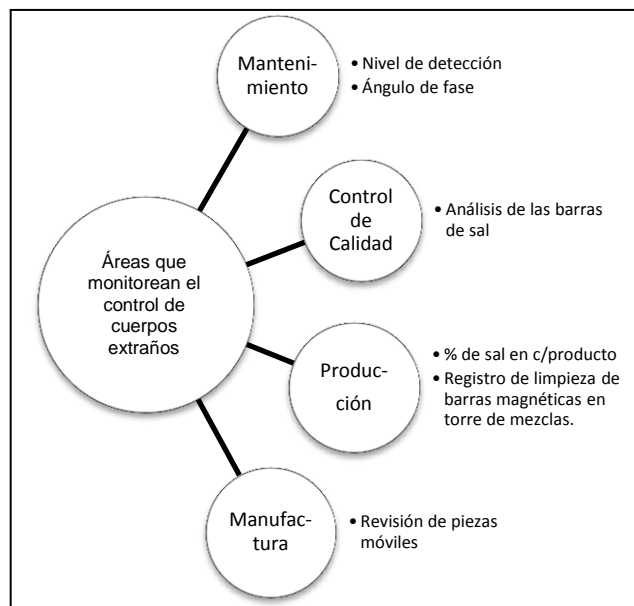 Manteni-
miento
• Nivel de detección
• Ángulo de fase
Control
de
Calidad
• Análisis de las barras
de sal
Áreas que
monitorean el
control de
cuerpos
extraños
Produc-
ción
• % de sal en c/producto
• Registro de limpieza de
barras magnéticas en
torre de mezclas.
Manufac-
tura
• Revisión de piezas
móviles